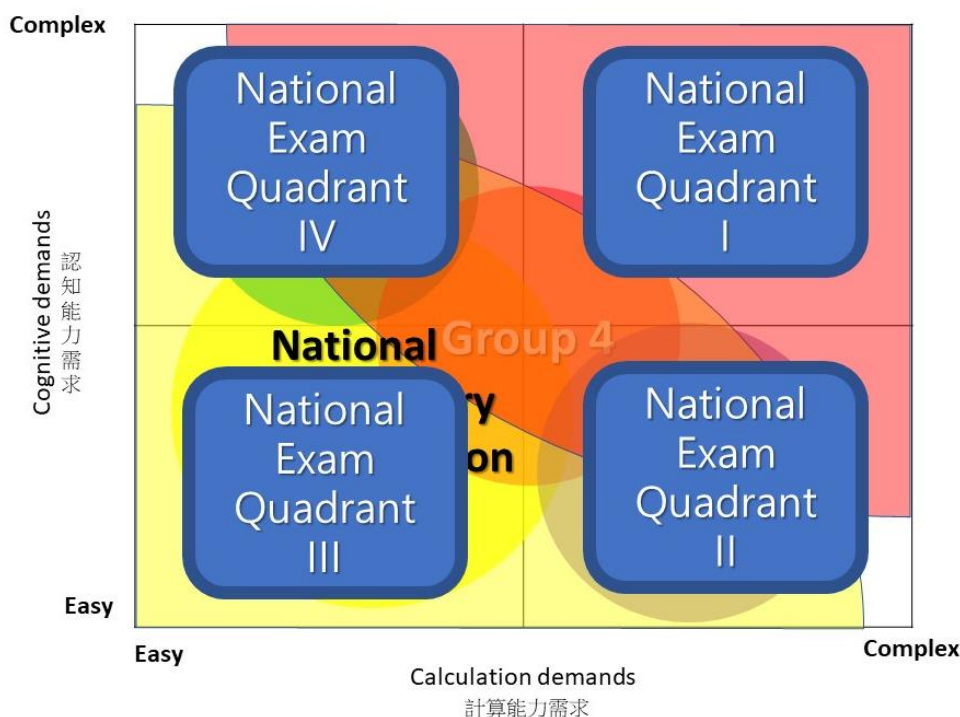 Complex
National
Exam
Quadrant
IV
National
Exam
Quadrant
I
Cognitive demands
認知能力需求
National
Group 4
ry
on
National
Exam
Quadrant
III
National
Exam
Quadrant
II
Easy
Easy
Complex
Calculation demands
計算能力需求